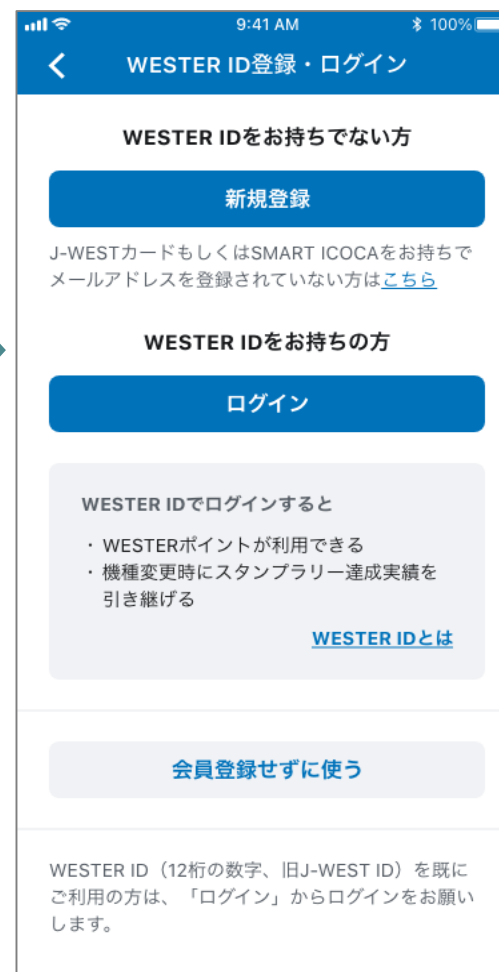 9:41 AM
100%
WESTER ID登録・ログイン
WESTER IDをお持ちでない方
新規登録
J-WESTカードもしくはSMART ICOCAをお持ちで
メールアドレスを登録されていない方はこちら
WESTER IDをお持ちの方
ログイン
WESTER IDでログインすると
・WESTERポイントが利用できる
・機種変更時にスタンプラリー達成実績を
引き継げる
WESTER IDとは
会員登録せずに使う
WESTER ID（12桁の数字、旧J-WEST ID）を既に
ご利用の方は、「ログイン」からログインをお願い
します。